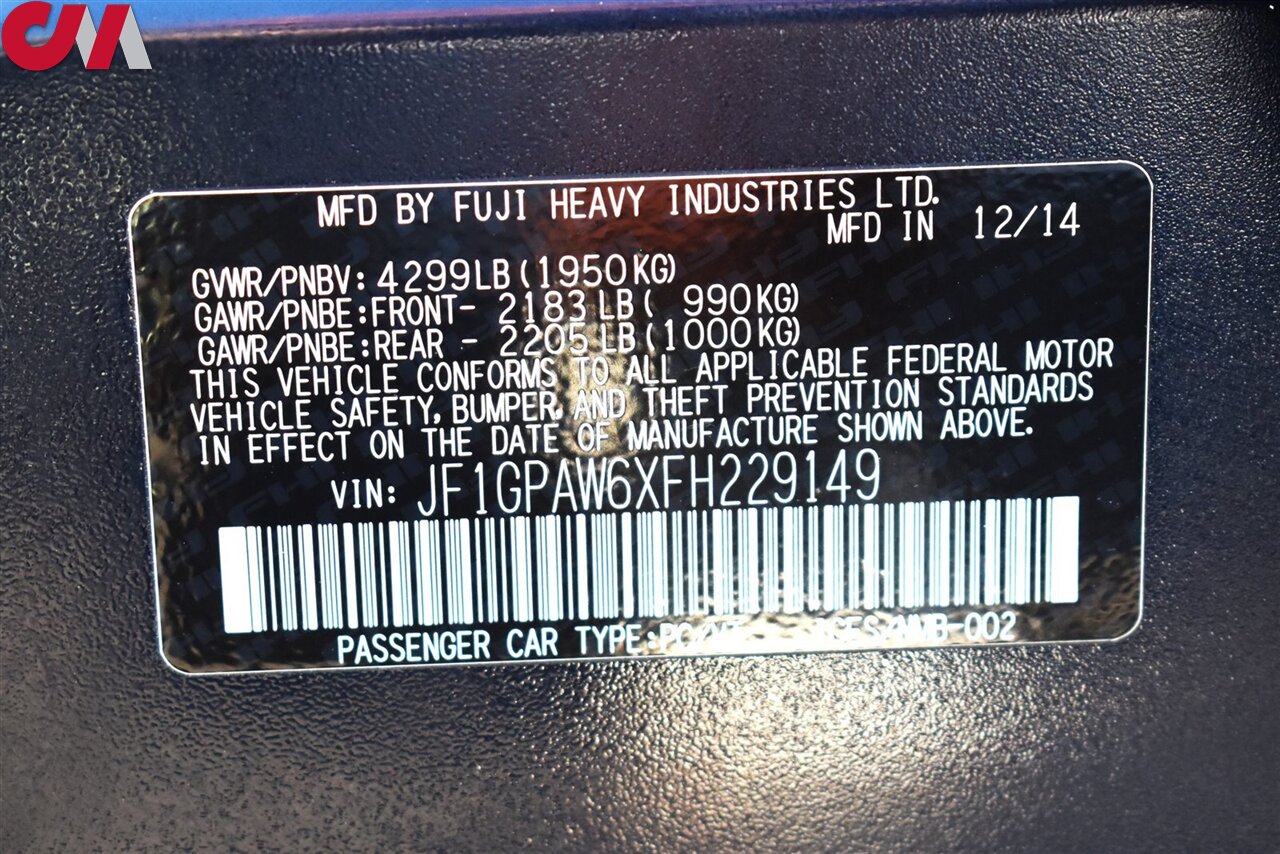 CM
MFD BY FUJI HEAVY INDUSTRIES LTD.
MFD IN 12/14
GVWR/PNBV: 4299LB(1950KG)
GAWR/PNBE:FRONT- 2183LB( 990KG)
GAWR/PNBE:REAR - 2205LB(1000KG)
THIS VEHICLE CONFORMS TO ALL APPLICABLE FEDERAL MOTOR
VEHICLE SAFETY, BUMPER, AND THEFT PREVENTION STANDARDS
IN EFFECT ON THE DATE OF MANUFACTURE SHOWN ABOVE.
VIN: JF1GPAW6XFH229149
PASSENGER CAR TYPE: